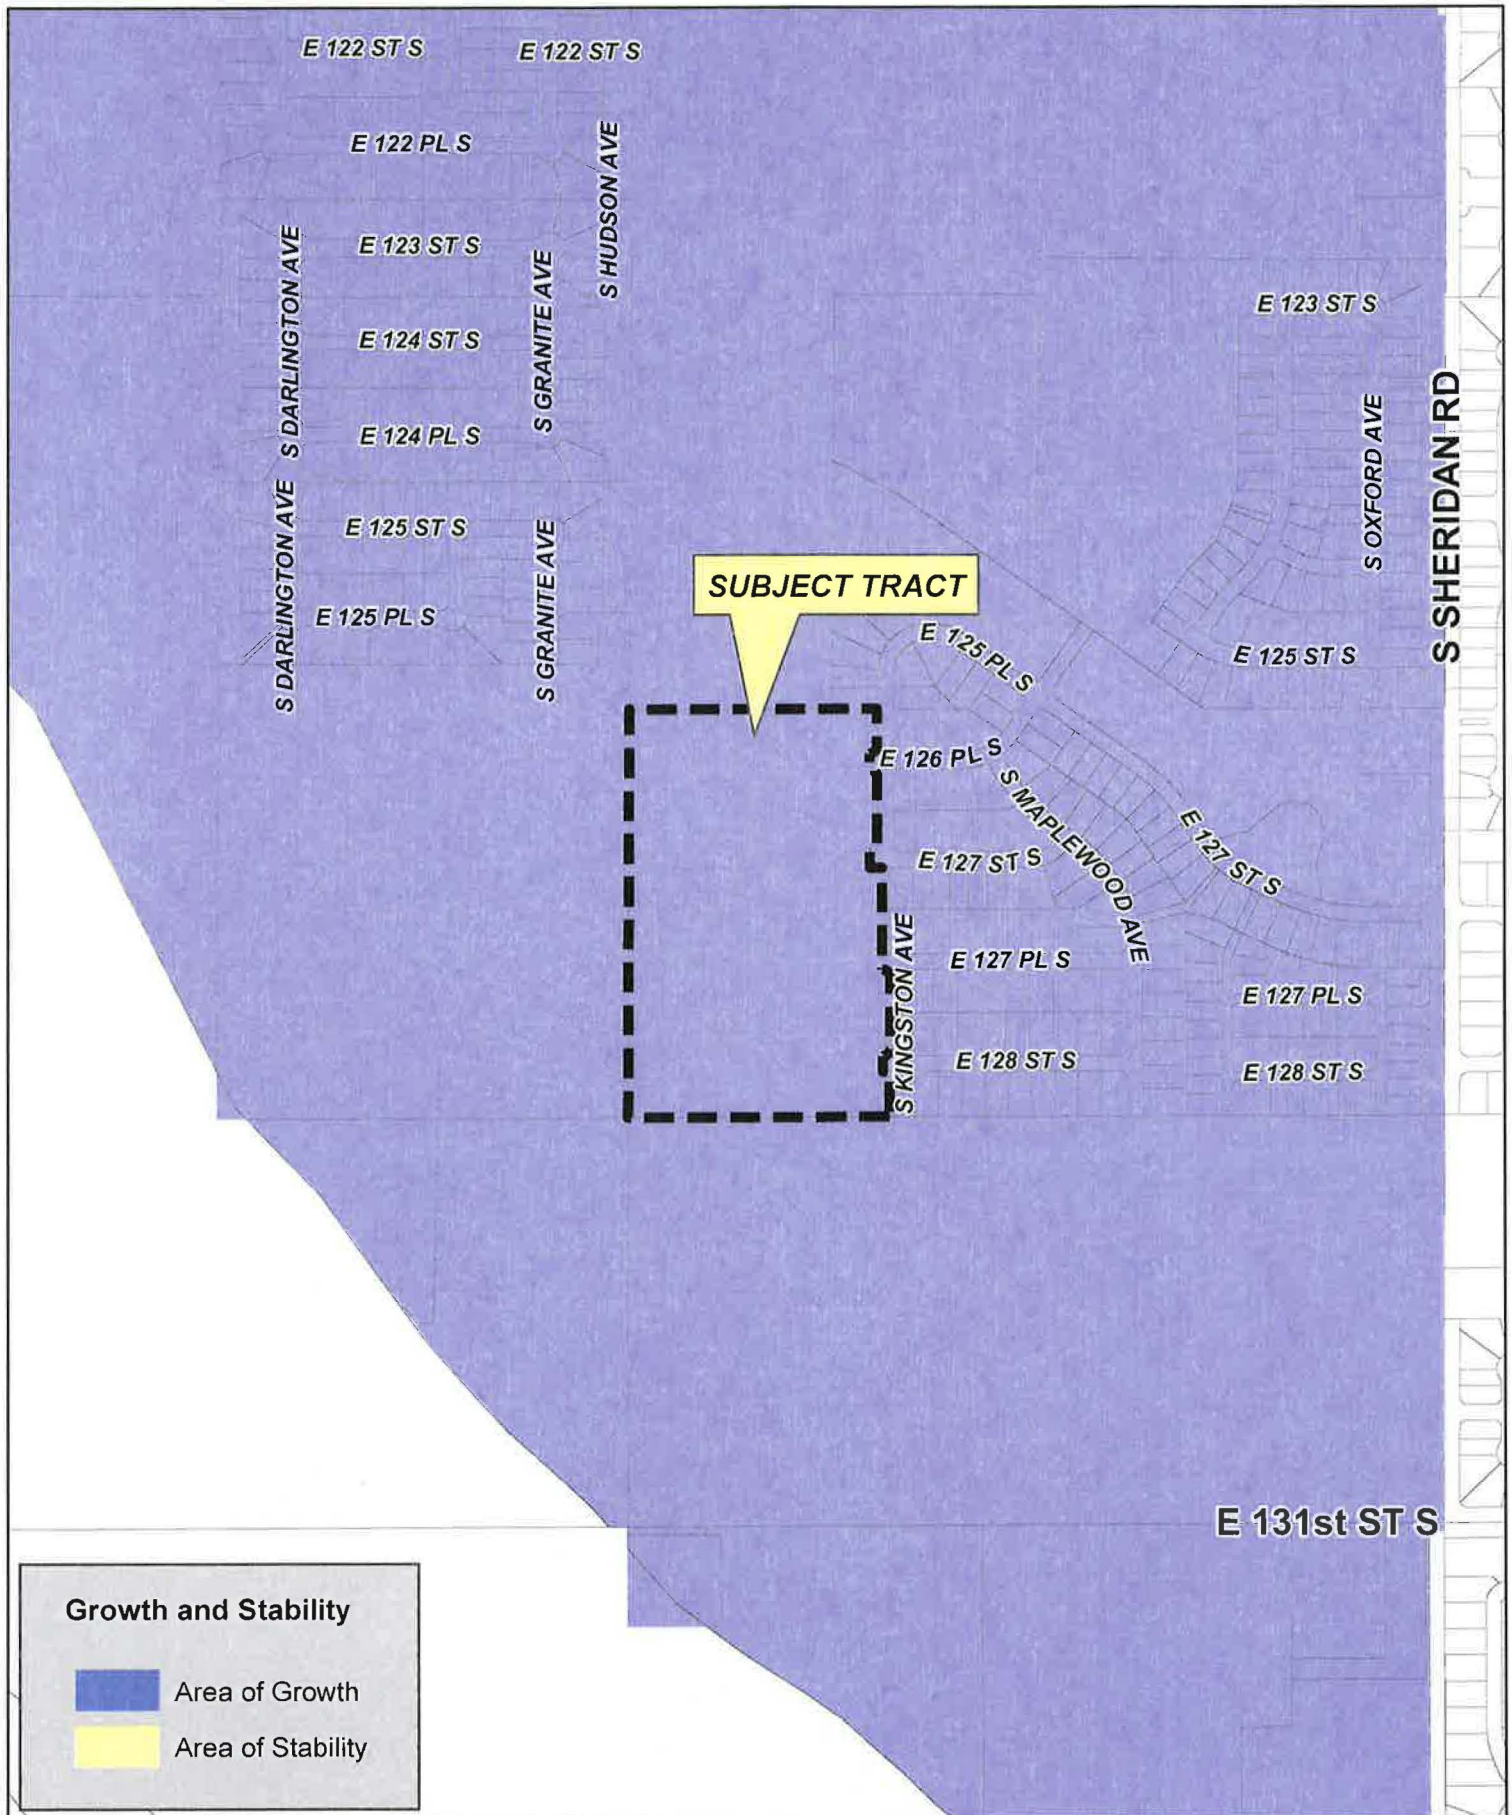 E 122 ST S
E 122 ST S
E 122 PL S
S HUDSON AVE
E 123 ST S
S DARLINGTON AVE
S GRANITE AVE
E 123 ST S
E 124 ST S
E 124 PL S
S OXFORD AVE
S SHERIDAN RD
E 125 ST S
S DARLINGTON AVE
S GRANITE AVE
SUBJECT TRACT
E 125 PL S
E 125 PL S
E 125 ST S
E 126 PL S
S MAPLEWOOD AVE
E 127 ST S
E 127 ST S
S KINGSTON AVE
E 127 PL S
E 127 PL S
E 128 ST S
E 128 ST S
E 131st ST S
Growth and Stability
Area of Growth
Area of Stability